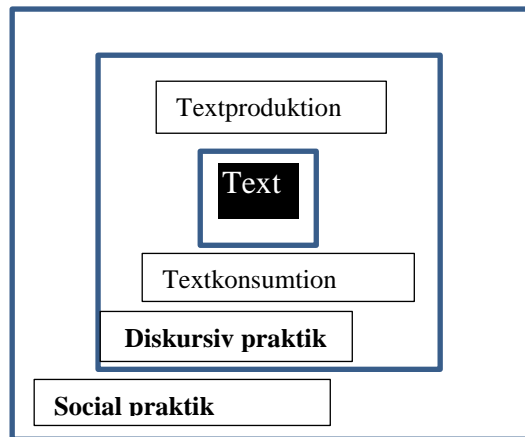 Textproduktion
Text
Textkonsumtion
Diskursiv praktik
Social praktik